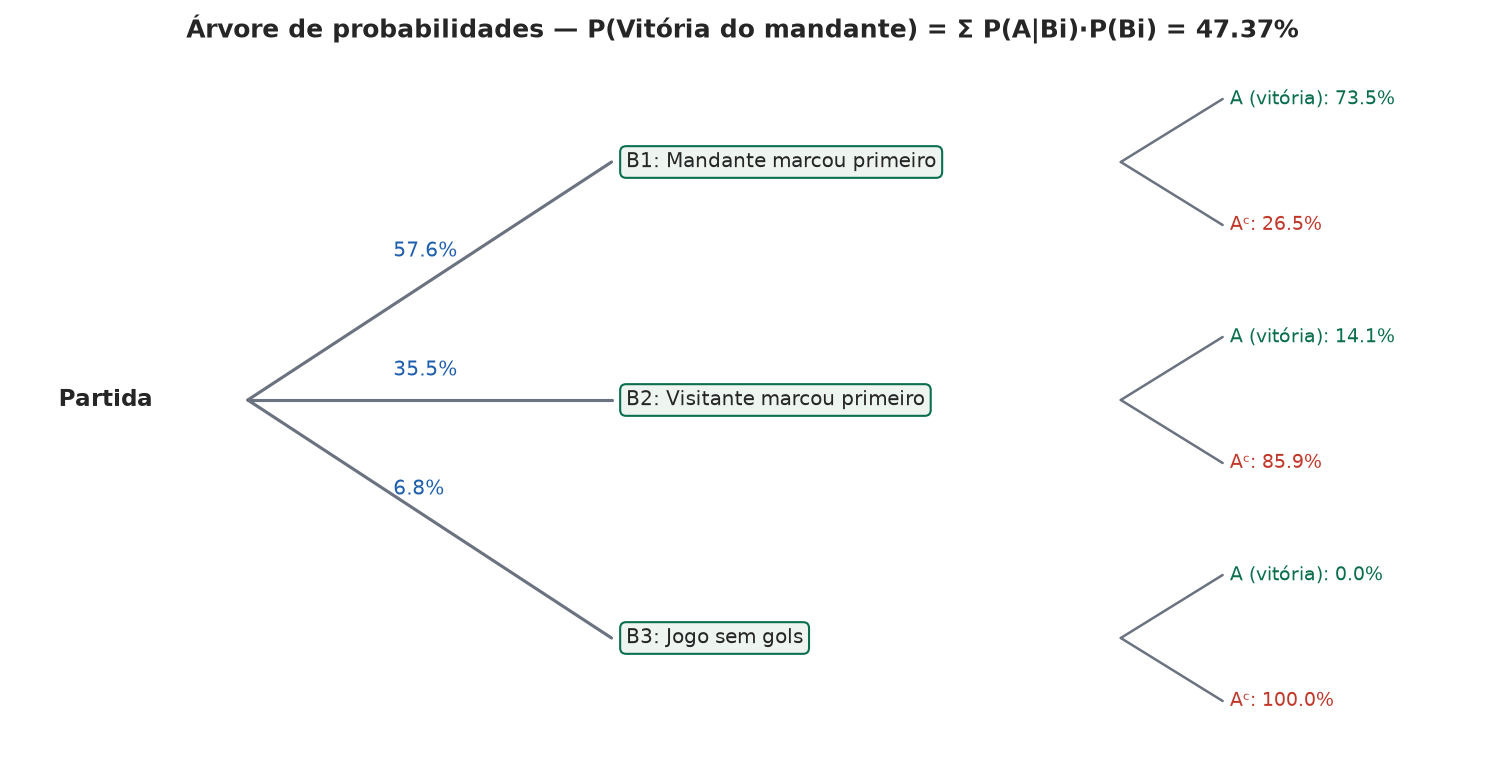 Árvore de probabilidades — P(Vitória do mandante) = Σ P(A|Bi)·P(Bi) = 47.37%
A (vitória): 73.5%
B1: Mandante marcou primeiro
Aᶜ: 26.5%
57.6%
A (vitória): 14.1%
35.5%
Partida
B2: Visitante marcou primeiro
Aᶜ: 85.9%
6.8%
A (vitória): 0.0%
B3: Jogo sem gols
Aᶜ: 100.0%